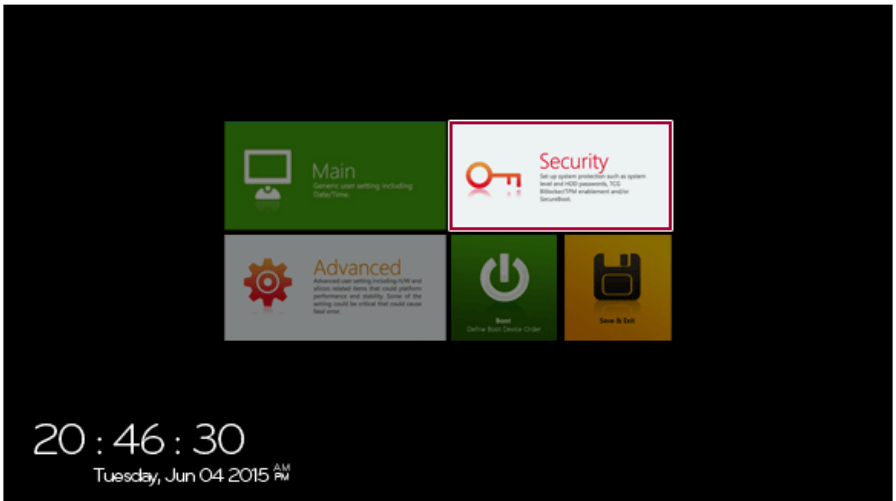 Main
Generic user setting including
Date/Time.
Security
Set up system protection such as system
level and HDD passwords, TCG
Bitlocker/TPM enablement and/or
SecureBoot.
Advanced
Advanced user setting including H/W and
silicon related items that could platform
performance and stability. Some of the
setting could be critical that could cause
fatal error.
Boot
Define Boot Device Order
Save & Exit
20 : 46 : 30
Tuesday, Jun 04 2015 AM
PM